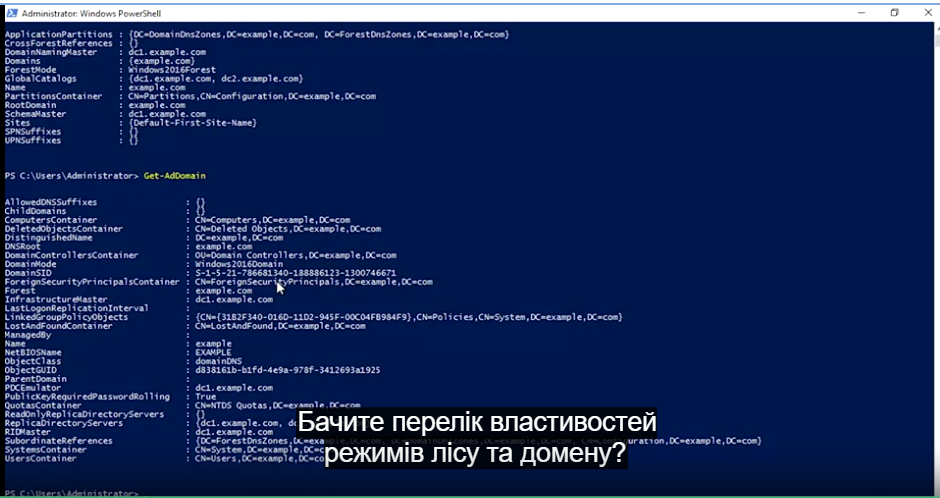 Administrator: Windows PowerShell
ApplicationPartitions : {DC=DomainDnsZones,DC=example,DC=com, DC=ForestDnsZones,DC=example,DC=com}
CrossForestReferences : {}
DomainNamingMaster : dc1.example.com
Domains : {example.com}
ForestMode : Windows2016Forest
GlobalCatalogs : {dc1.example.com, dc2.example.com}
Name : example.com
PartitionsContainer : CN=Partitions,CN=Configuration,DC=example,DC=com
RootDomain : example.com
SchemaMaster : dc1.example.com
Sites : {Default-First-Site-Name}
SPNSuffixes : {}
UPNSuffixes : {}
PS C:\Users\Administrator> Get-AdDomain
AllowedDNSSuffixes : {}
ChildDomains : {}
ComputersContainer : CN=Computers,DC=example,DC=com
DeletedObjectsContainer : CN=Deleted Objects,DC=example,DC=com
DistinguishedName : DC=example,DC=com
DNSRoot : example.com
DomainControllersContainer : OU=Domain Controllers,DC=example,DC=com
DomainMode : Windows2016Domain
DomainSID : S-1-5-21-786681340-188886123-1300746671
ForeignSecurityPrincipalsContainer : CN=ForeignSecurityPrincipals,DC=example,DC=com
Forest : example.com
InfrastructureMaster : dc1.example.com
LastLogonReplicationInterval :
LinkedGroupPolicyObjects : {CN={31B2F340-016D-11D2-945F-00C04FB984F9},CN=Policies,CN=System,DC=example,DC=com}
LostAndFoundContainer : CN=LostAndFound,DC=example,DC=com
ManagedBy :
Name : example
NetBIOSName : EXAMPLE
ObjectClass : domainDNS
ObjectGUID : d838161b-b1fd-4e9a-978f-3412693a1925
ParentDomain :
PDCEmulator : dc1.example.com
PublicKeyRequiredPasswordRolling : True
QuotasContainer : CN=NTDS Quotas,DC=example,DC=com
ReadOnlyReplicaDirectoryServers : {}
ReplicaDirectoryServers : {dc1.example.com,
RIDMaster : dc1.example.com
SubordinateReferences : {DC=ForestDnsZones,DC=example,DC=com}
SystemsContainer : CN=System,DC=example,DC=com
UsersContainer : CN=Users,DC=example,DC=com
Бачите перелік властивостей
режимів лісу та домену?
PS C:\Users\Administrator>